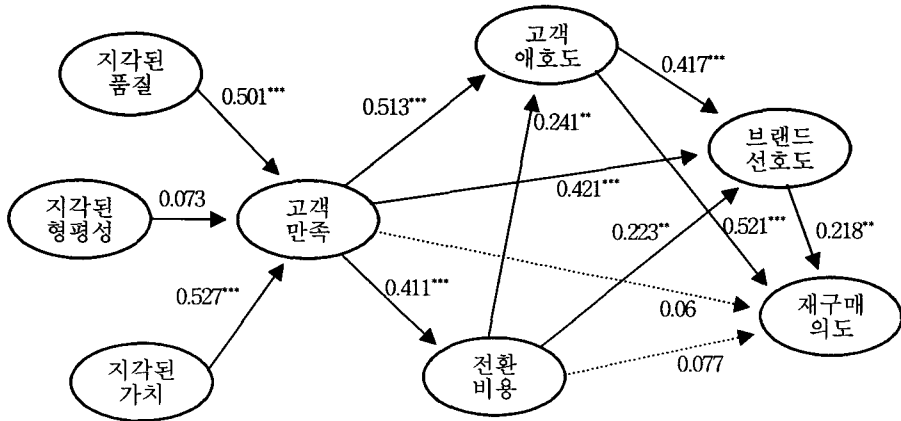 지각된
품질
0.501***
지각된
형평성
0.073
지각된
가치
0.527***
고객
만족
0.513***
0.411***
고객
애호도
0.417***
0.241**
0.421***
0.223**
0.521***
브랜드
선호도
0.218**
0.06
0.077
전환
비용
재구매
의도